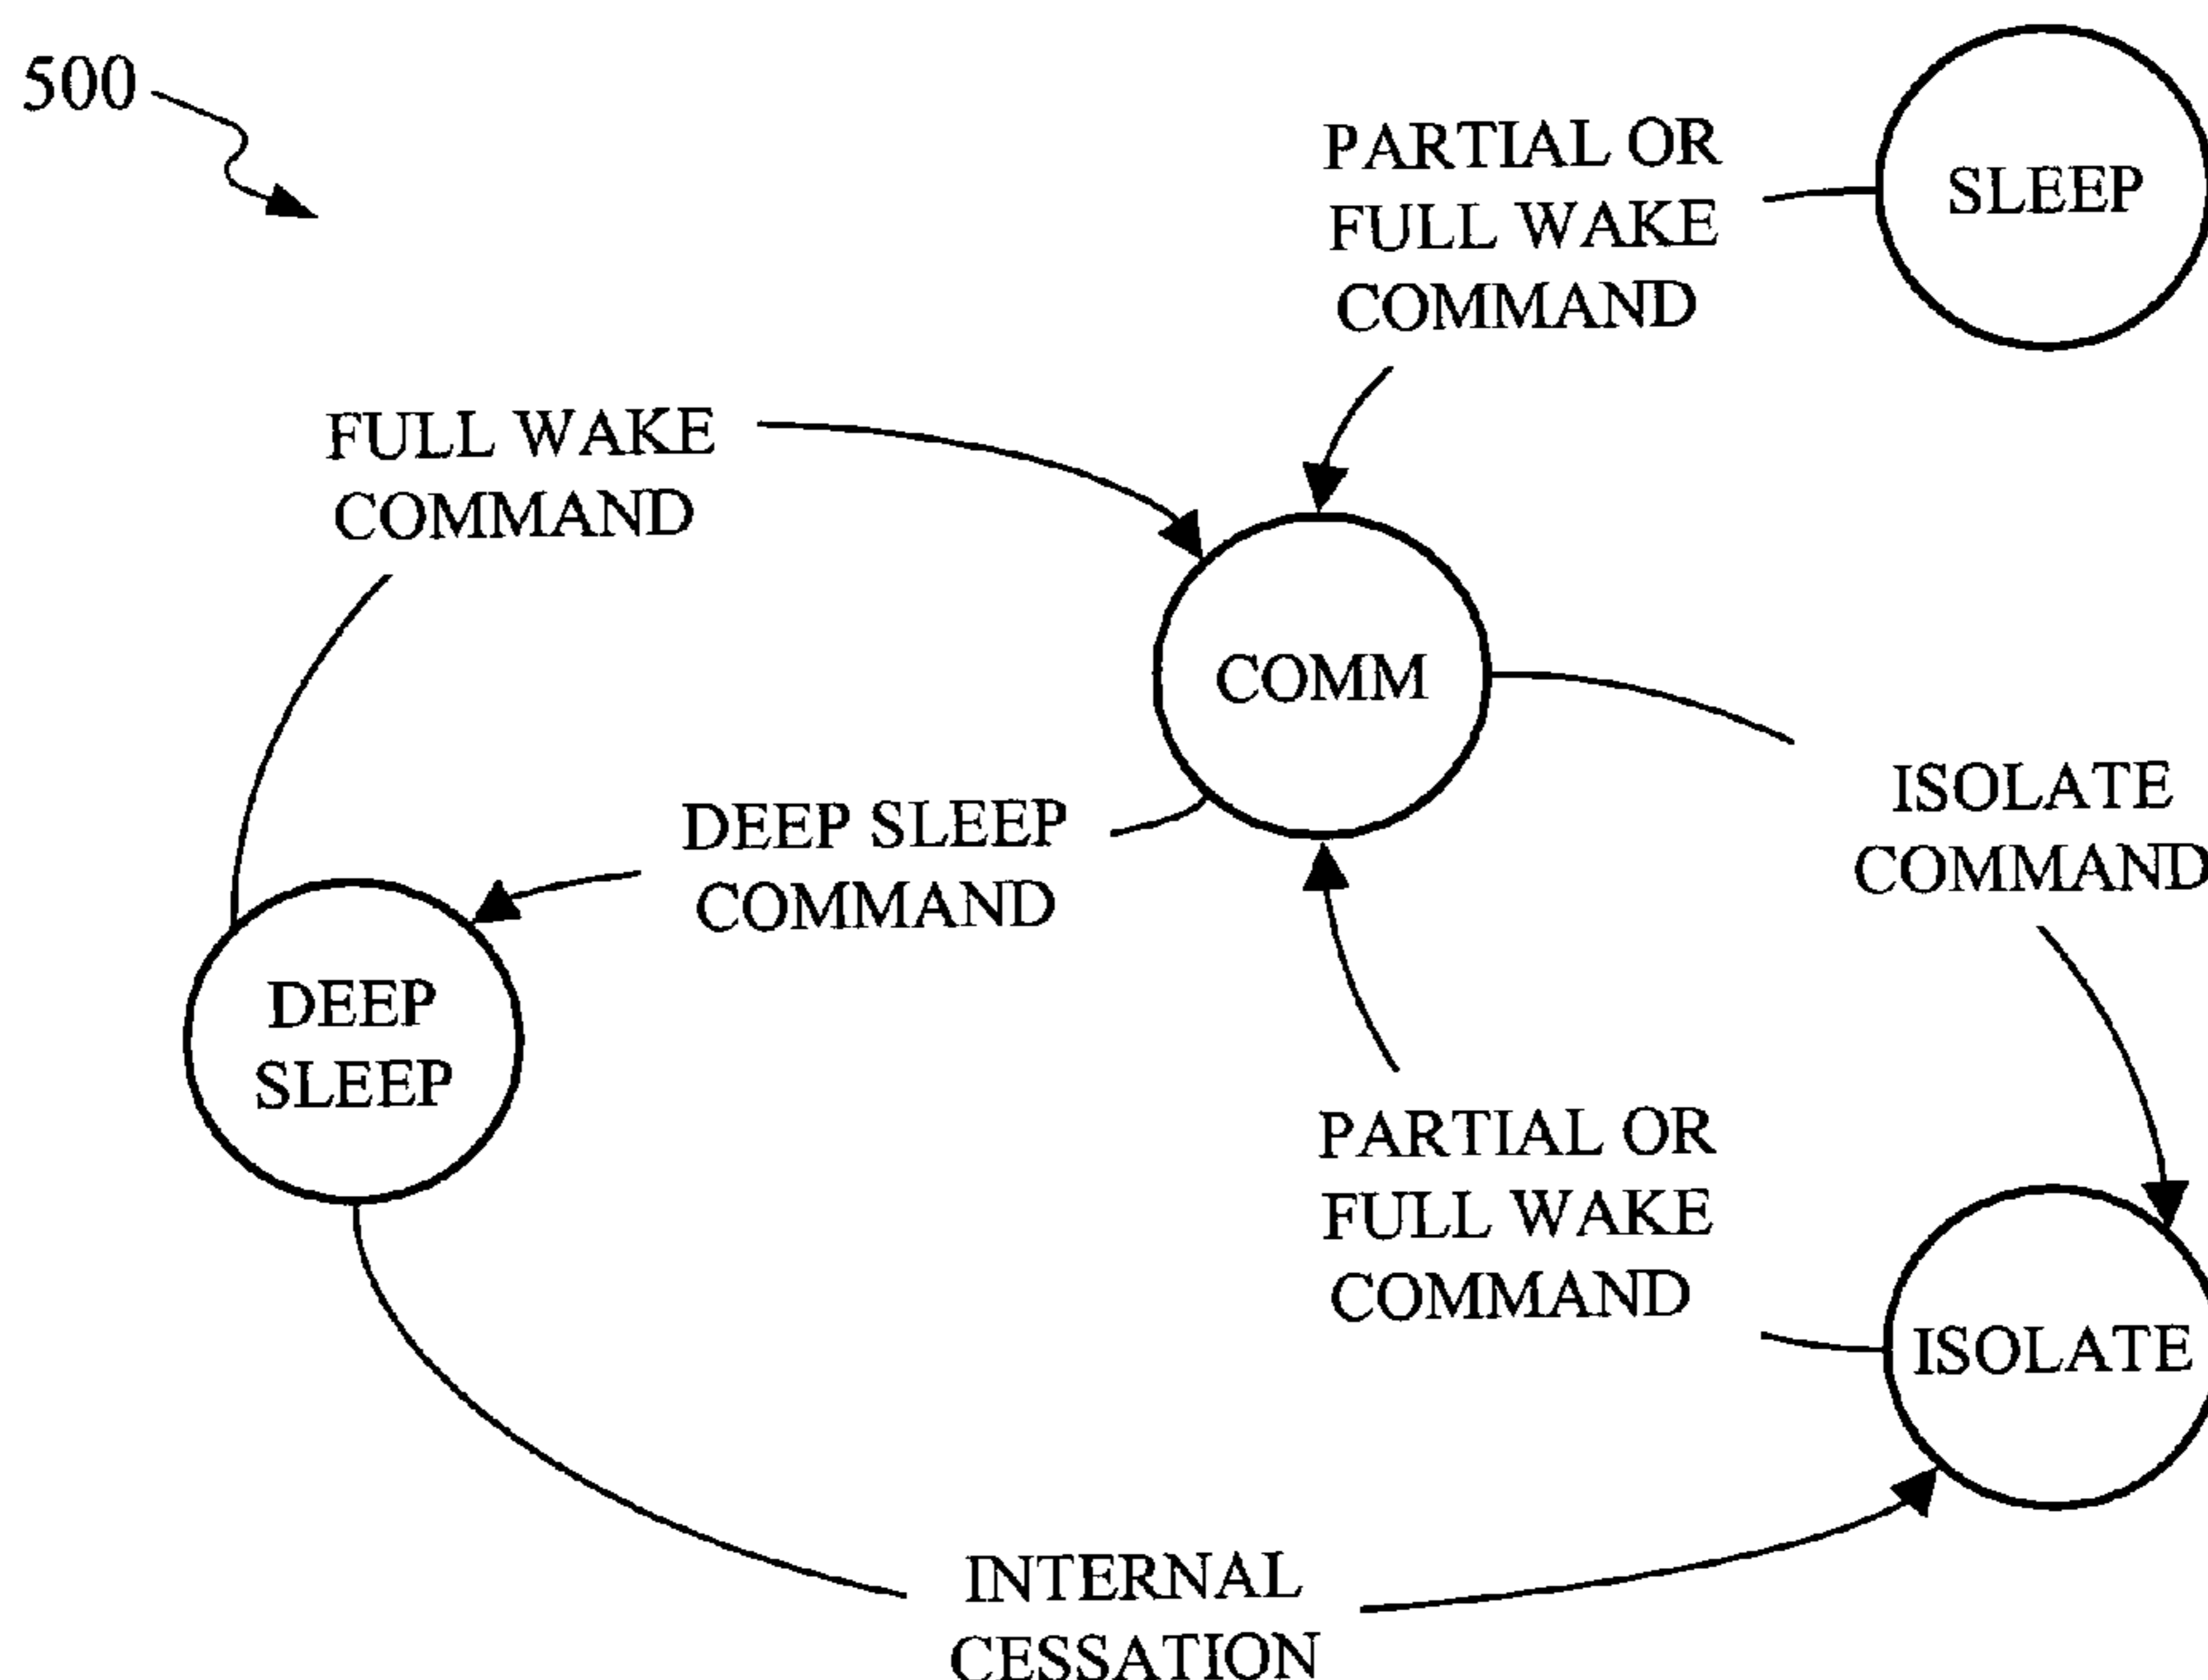 500
PARTIAL OR
FULL WAKE
COMMAND
SLEEP
FULL WAKE
COMMAND
COMM
ISOLATE
COMMAND
DEEP SLEEP
COMMAND
DEEP
SLEEP
PARTIAL OR
FULL WAKE
COMMAND
ISOLATE
INTERNAL
CESSATION